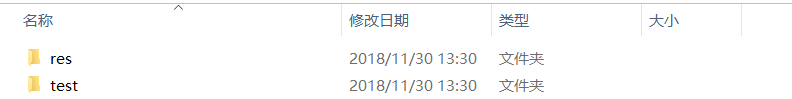 名称 修改日期 类型 大小
res 2018/11/30 13:30 文件夹
test 2018/11/30 13:30 文件夹